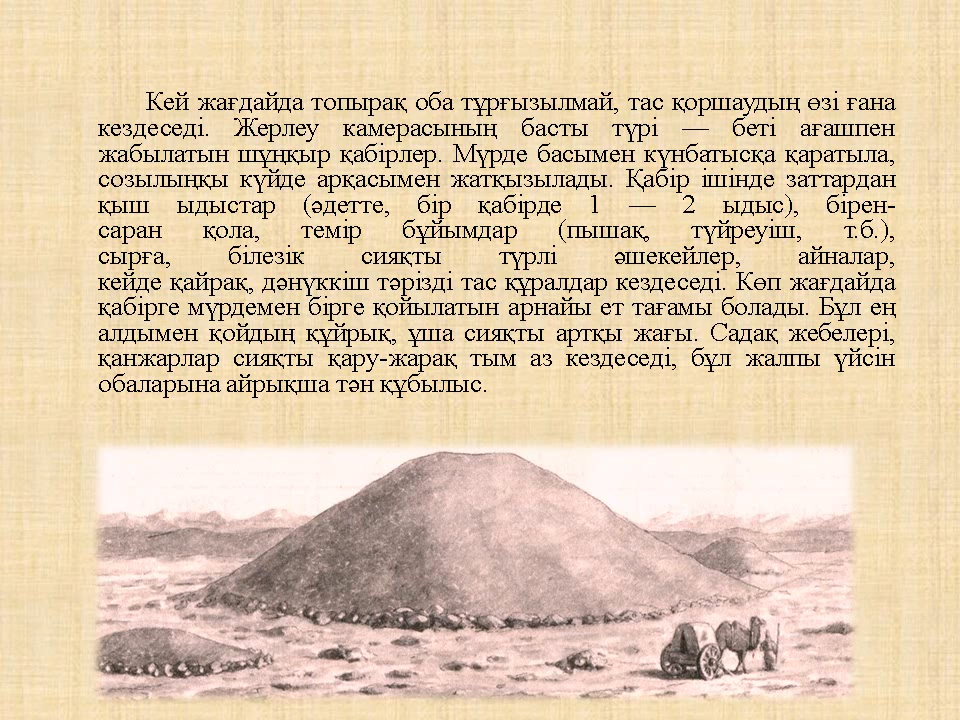 Кей жағдайда топырақ оба тұрғызылмай, тас қоршаудың өзі ғана
кездеседі. Жерлеу камерасының басты түрі — беті ағашпен
жабылатын шұңқыр қабірлер. Мүрде басымен күнбатысқа қаратыла,
созылыңқы күйде арқасымен жатқызылады. Қабір ішінде заттардан
қыш ыдыстар (әдетте, бір қабірде 1 — 2 ыдыс), бірен-
саран қола, темір бұйымдар (пышақ, түйреуіш, т.б.),
сырға, білезік сияқты түрлі әшекейлер, айналар,
кейде қайрақ, дәнүккіш тәрізді тас құралдар кездеседі. Көп жағдайда
қабірге мүрдемен бірге қойылатын арнайы ет тағамы болады. Бұл ең
алдымен қойдың құйрық, ұша сияқты артқы жағы. Садақ жебелері,
қанжарлар сияқты қару-жарақ тым аз кездеседі, бұл жалпы үйсін
обаларына айрықша тән құбылыс.